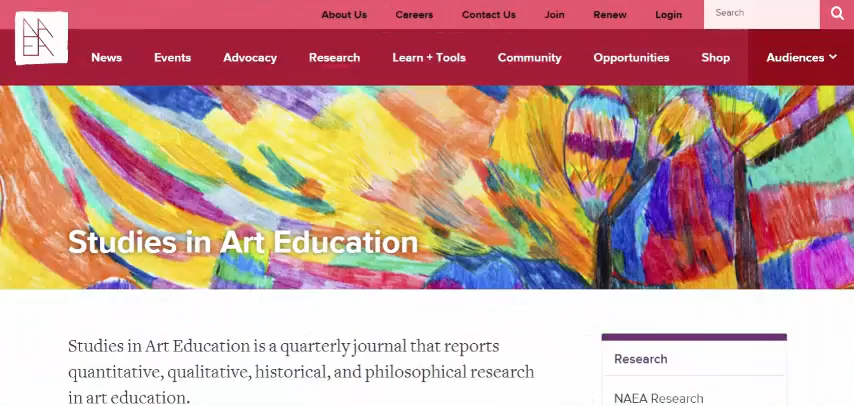 About Us Careers Contact Us Join Renew Login Search
NAEA
News Events Advocacy Research Learn + Tools Community Opportunities Shop Audiences
Studies in Art Education
Studies in Art Education is a quarterly journal that reports
quantitative, qualitative, historical, and philosophical research
in art education.
Research
NAEA Research